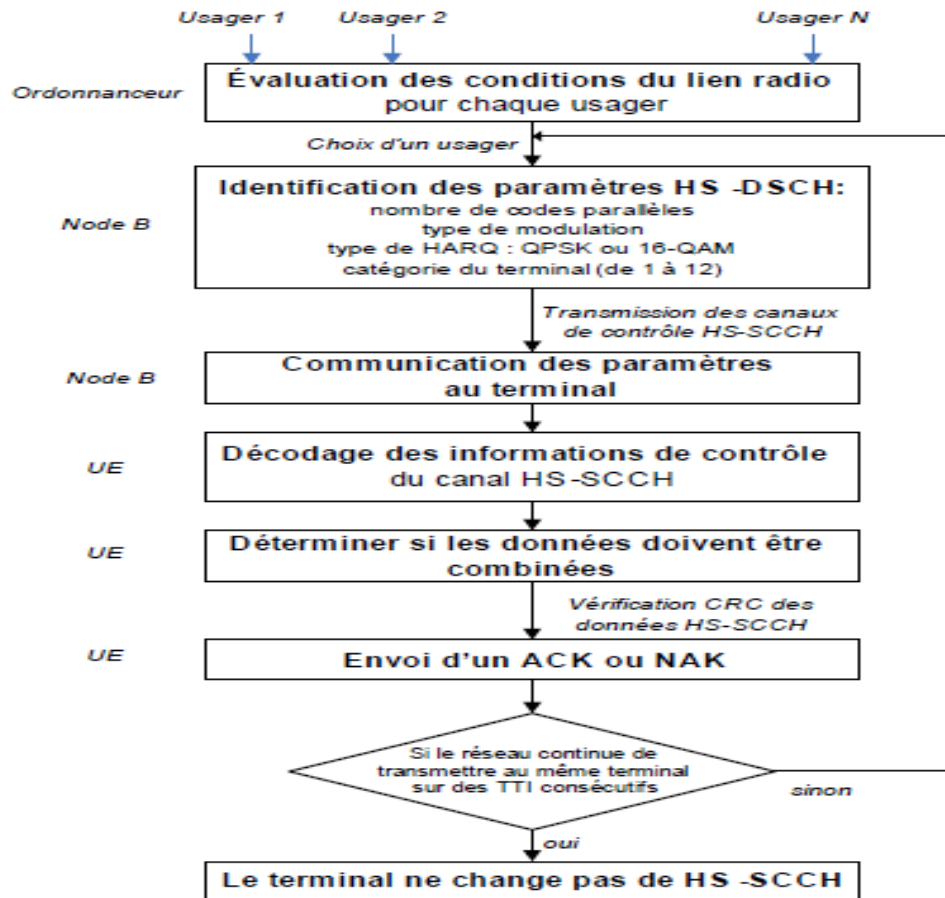 Usager 1
Usager 2
Usager N
Ordonnanceur
Évaluation des conditions du lien radio
pour chaque usager
Choix d'un usager
Node B
Identification des paramètres HS -DSCH:
nombre de codes parallèles
type de modulation
type de HARQ : QPSK ou 16-QAM
catégorie du terminal (de 1 à 12)
Transmission des canaux
de contrôle HS-SCCH
Node B
Communication des paramètres
au terminal
UE
Décodage des informations de contrôle
du canal HS-SCCH
UE
Déterminer si les données doivent être
combinées
Vérification CRC des
données HS-SCCH
UE
Envoi d'un ACK ou NAK
Si le réseau continue de
transmettre au même terminal
sur des TTI consécutifs
sinon
oui
Le terminal ne change pas de HS -SCCH